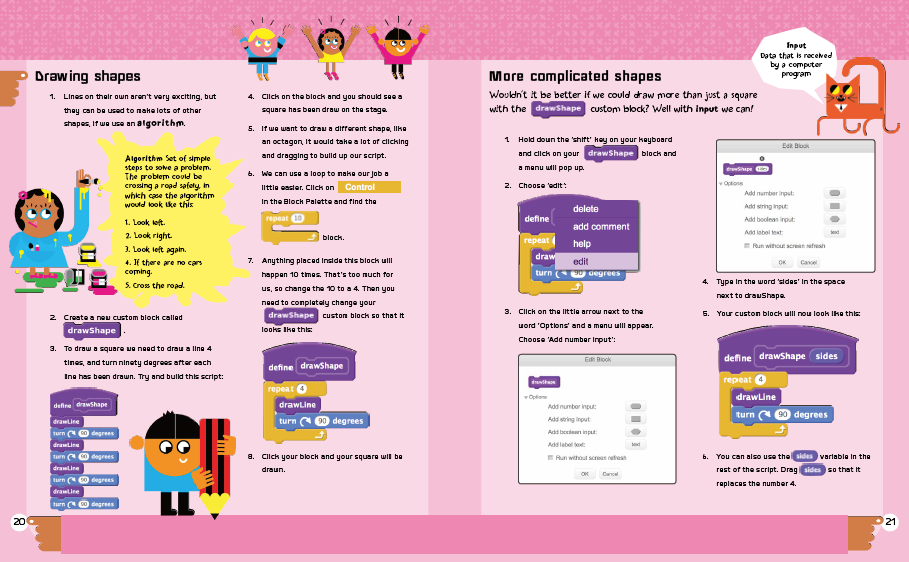 Drawing shapes
1. Lines on their own aren't very exciting, but
they can be used to make lots of other
shapes, if we use an algorithm.
Algorithm Set of simple
steps to solve a problem.
The problem could be
crossing a road safely, in
which case the algorithm
would look like this:
1. Look left.
2. Look right.
3. Look left again.
4. If there are no cars
coming.
5. Cross the road.
2. Create a new custom block called
drawShape .
3. To draw a square we need to draw a line 4
times, and turn ninety degrees after each
line has been drawn. Try and build this script:
define drawShape
drawLine
turn 90 degrees
drawLine
turn 90 degrees
drawLine
turn 90 degrees
drawLine
turn 90 degrees
20
4. Click on the block and you should see a
square has been draw on the stage.
5. If we want to draw a different shape, like
an octagon, it would take a lot of clicking
and dragging to build up our script.
6. We can use a loop to make our job a
little easier. Click on Control
in the Block Palette and find the
repeat 10
block.
7. Anything placed inside this block will
happen 10 times. That's too much for
us, so change the 10 to a 4. Then you
need to completely change your
drawShape custom block so that it
looks like this:
define drawShape
repeat 4
drawLine
turn 90 degrees
8. Click your block and your square will be
drawn.
More complicated shapes
Wouldn't it be better if we could draw more than just a square
with the drawShape custom block? Well with input we can!
Input
Data that is received
by a computer
program
1. Hold down the 'shift' key on your keyboard
and click on your drawShape block and
a menu will pop up.
2. Choose 'edit':
define
repeat
draw
turn 90 degrees
delete
add comment
help
edit
3. Click on the little arrow next to the
word 'Options' and a menu will appear.
Choose 'Add number input':
Edit Block
drawShape
Options
Add number input:
Add string input:
Add boolean input:
Add label text: text
Run without screen refresh
OK Cancel
Edit Block
drawShape sides
Options
Add number input:
Add string input:
Add boolean input:
Add label text: text
Run without screen refresh
OK Cancel
4. Type in the word 'sides' in the space
next to drawShape.
5. Your custom block will now look like this:
define drawShape sides
repeat 4
drawLine
turn 90 degrees
6. You can also use the sides variable in the
rest of the script. Drag sides so that it
replaces the number 4.
21